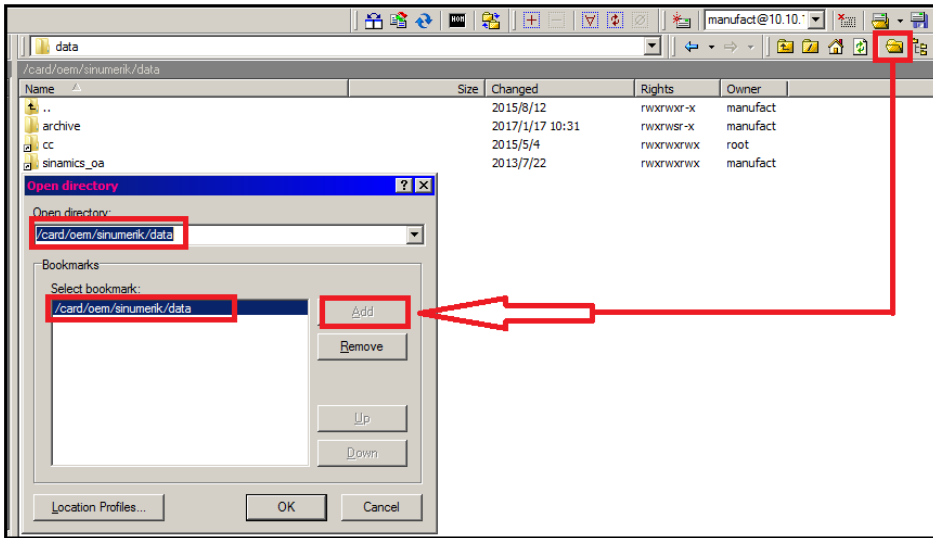 manufact@10.10.
data
/card/oem/sinumerik/data
Name Size Changed Rights Owner
.. 2015/8/12 rwxrwxr-x manufact
archive 2017/1/17 10:31 rwxrwsr-x manufact
cc 2015/5/4 rwxrwxrwx root
sinamics_oa 2013/7/22 rwxrwxrwx manufact
Open directory
Open directory:
/card/oem/sinumerik/data
Bookmarks
Select bookmark:
/card/oem/sinumerik/data
Add
Remove
Up
Down
Location Profiles...
OK
Cancel